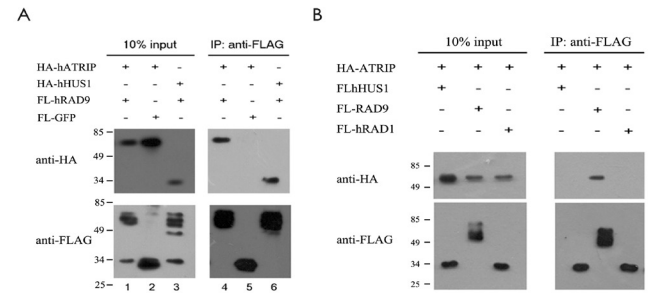 A
10% input IP: anti-FLAG
HA-hATRIP + + - + + -
HA-hHUS1 - - + - - +
FL-hRAD9 + - + + - +
FL-GFP - + - - + -
anti-HA
85
49
34
anti-FLAG
85
49
34
25
1 2 3 4 5 6
B
10% input IP: anti-FLAG
HA-ATRIP + + + + + +
FLhHUS1 + - - + - -
FL-RAD9 - + - - + -
FL-hRAD1 - - + - - +
anti-HA
85
49
anti-FLAG
85
49
34
25